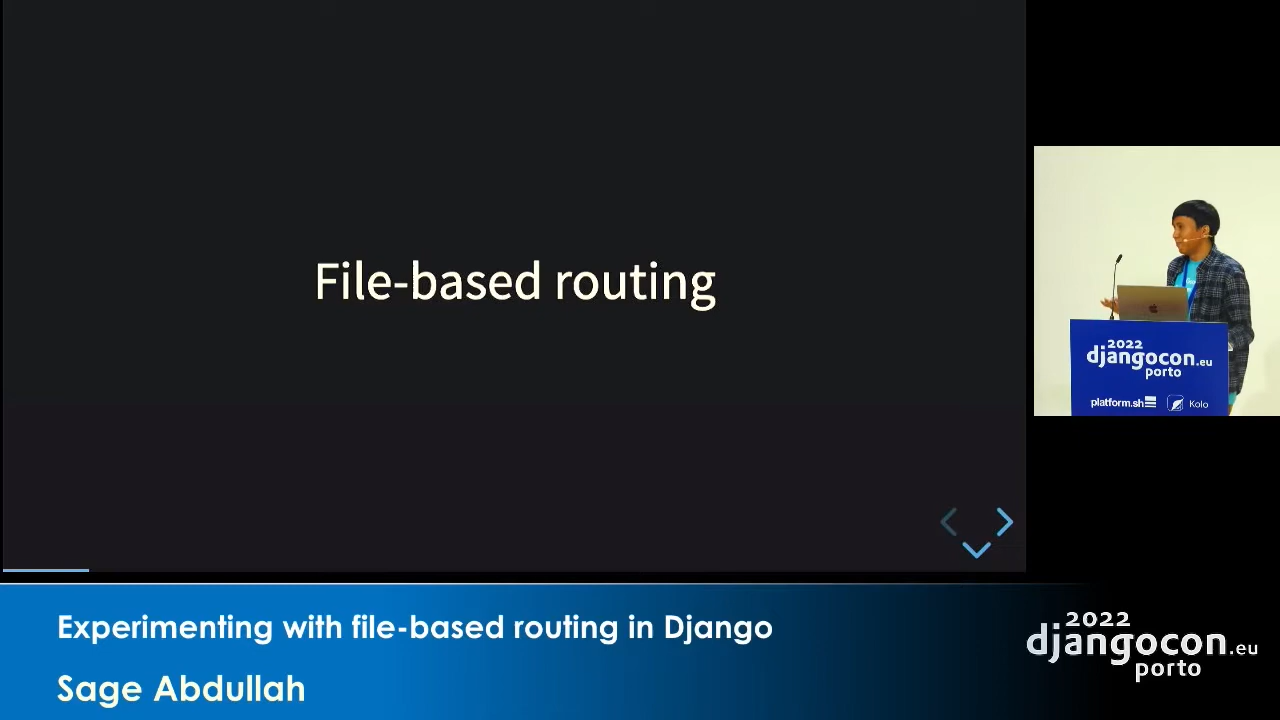 File-based routing
2022
djangocon.eu
porto
platform.sh
Kolo
Experimenting with file-based routing in Django
Sage Abdullah
2022
djangocon.eu
porto